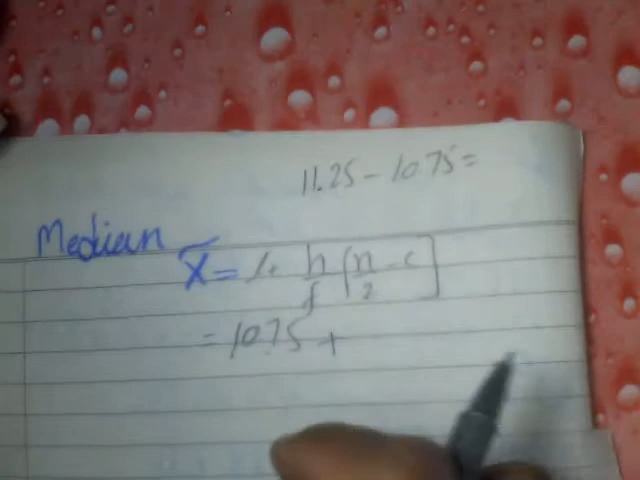 11.25 - 10.75 =
Median
x̃ = l + h/f [n/2 - c]
= 10.75 +